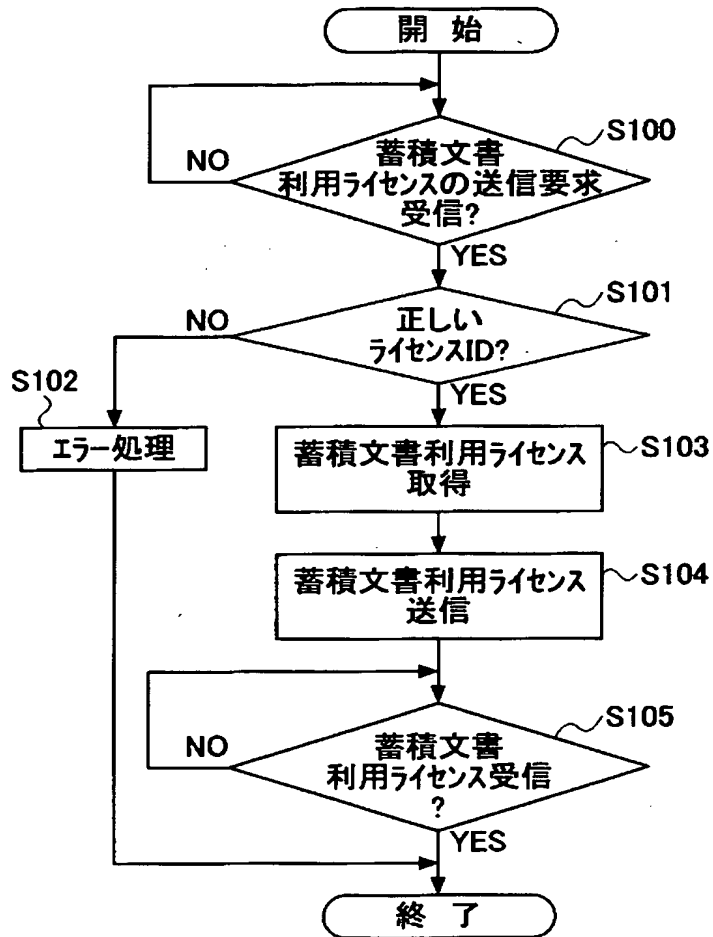 開 始
S100
蓄積文書
利用ライセンスの送信要求
受信?
NO
YES
S101
正しい
ライセンスID?
NO
YES
S102
エラー処理
S103
蓄積文書利用ライセンス
取得
S104
蓄積文書利用ライセンス
送信
S105
蓄積文書
利用ライセンス受信
?
NO
YES
終 了